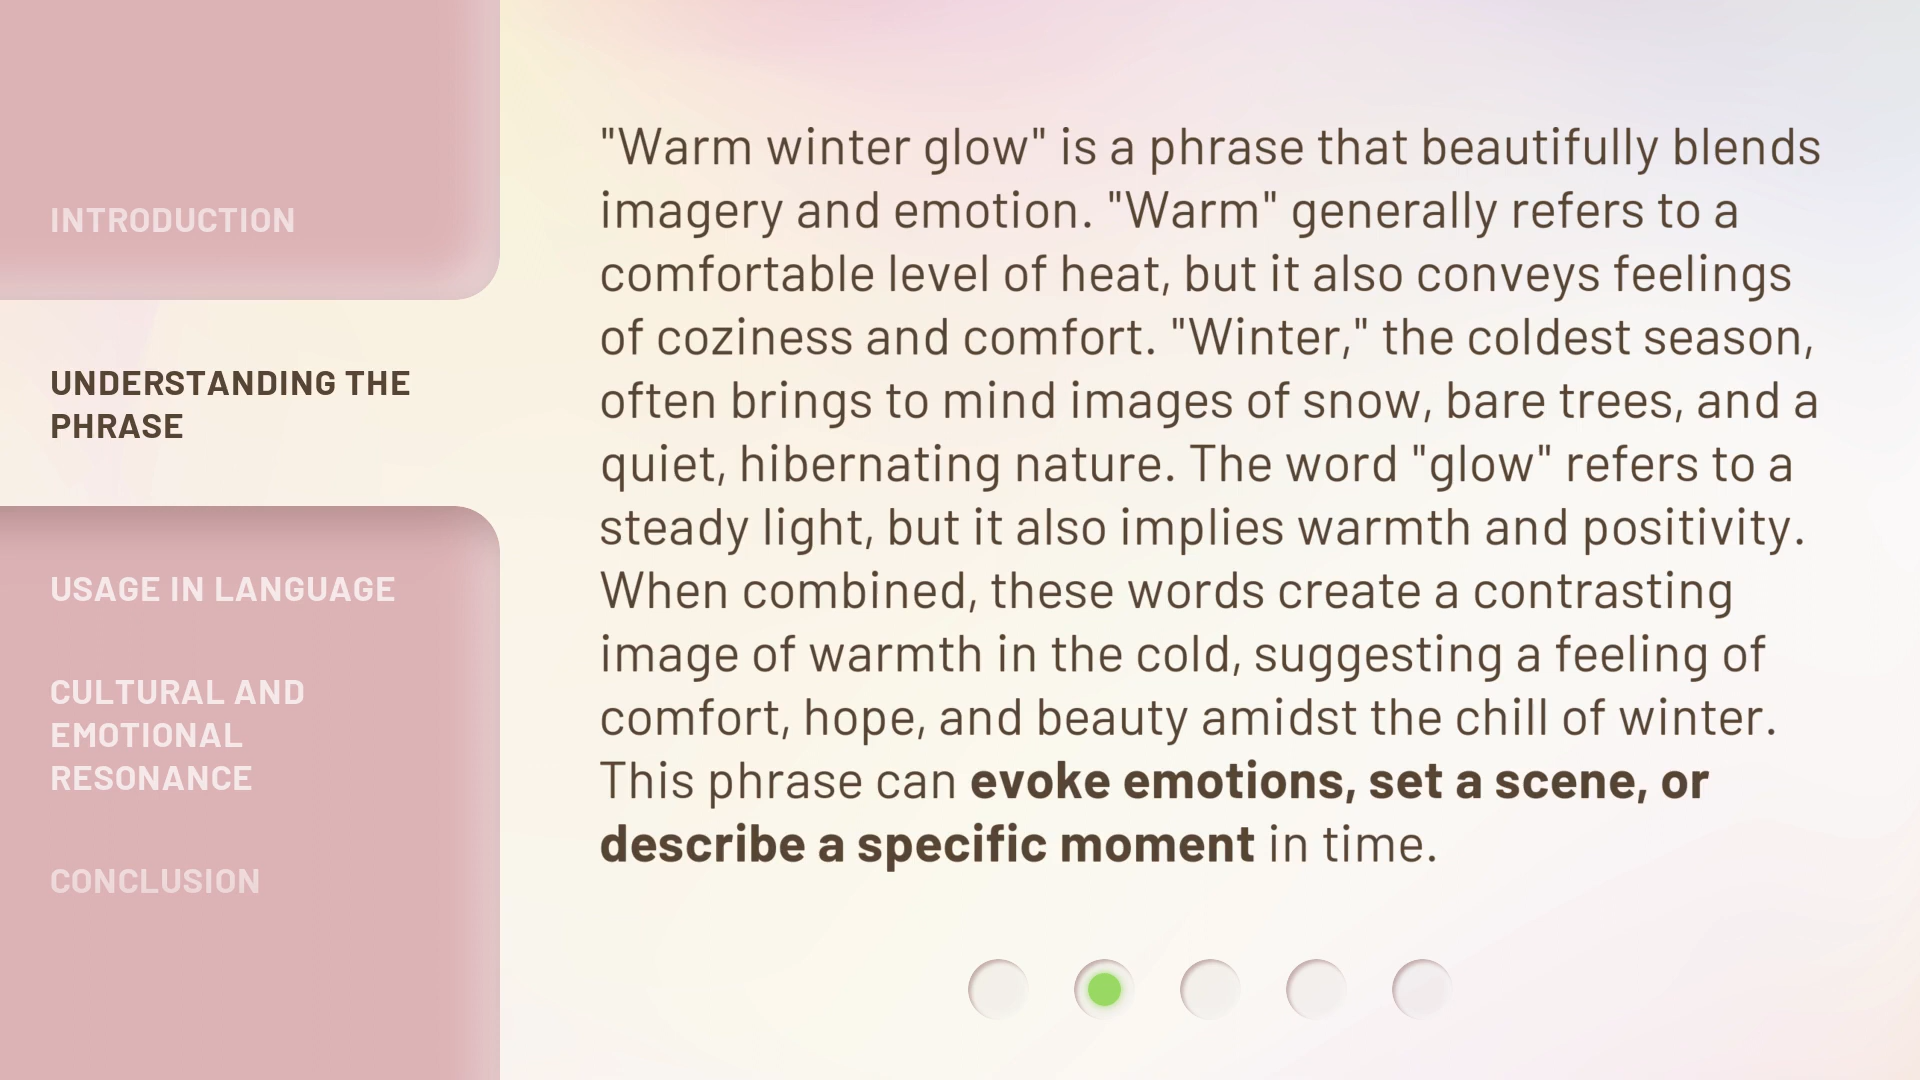 INTRODUCTION
UNDERSTANDING THE
PHRASE
USAGE IN LANGUAGE
CULTURAL AND
EMOTIONAL
RESONANCE
CONCLUSION
"Warm winter glow" is a phrase that beautifully blends
imagery and emotion. "Warm" generally refers to a
comfortable level of heat, but it also conveys feelings
of coziness and comfort. "Winter," the coldest season,
often brings to mind images of snow, bare trees, and a
quiet, hibernating nature. The word "glow" refers to a
steady light, but it also implies warmth and positivity.
When combined, these words create a contrasting
image of warmth in the cold, suggesting a feeling of
comfort, hope, and beauty amidst the chill of winter.
This phrase can evoke emotions, set a scene, or
describe a specific moment in time.